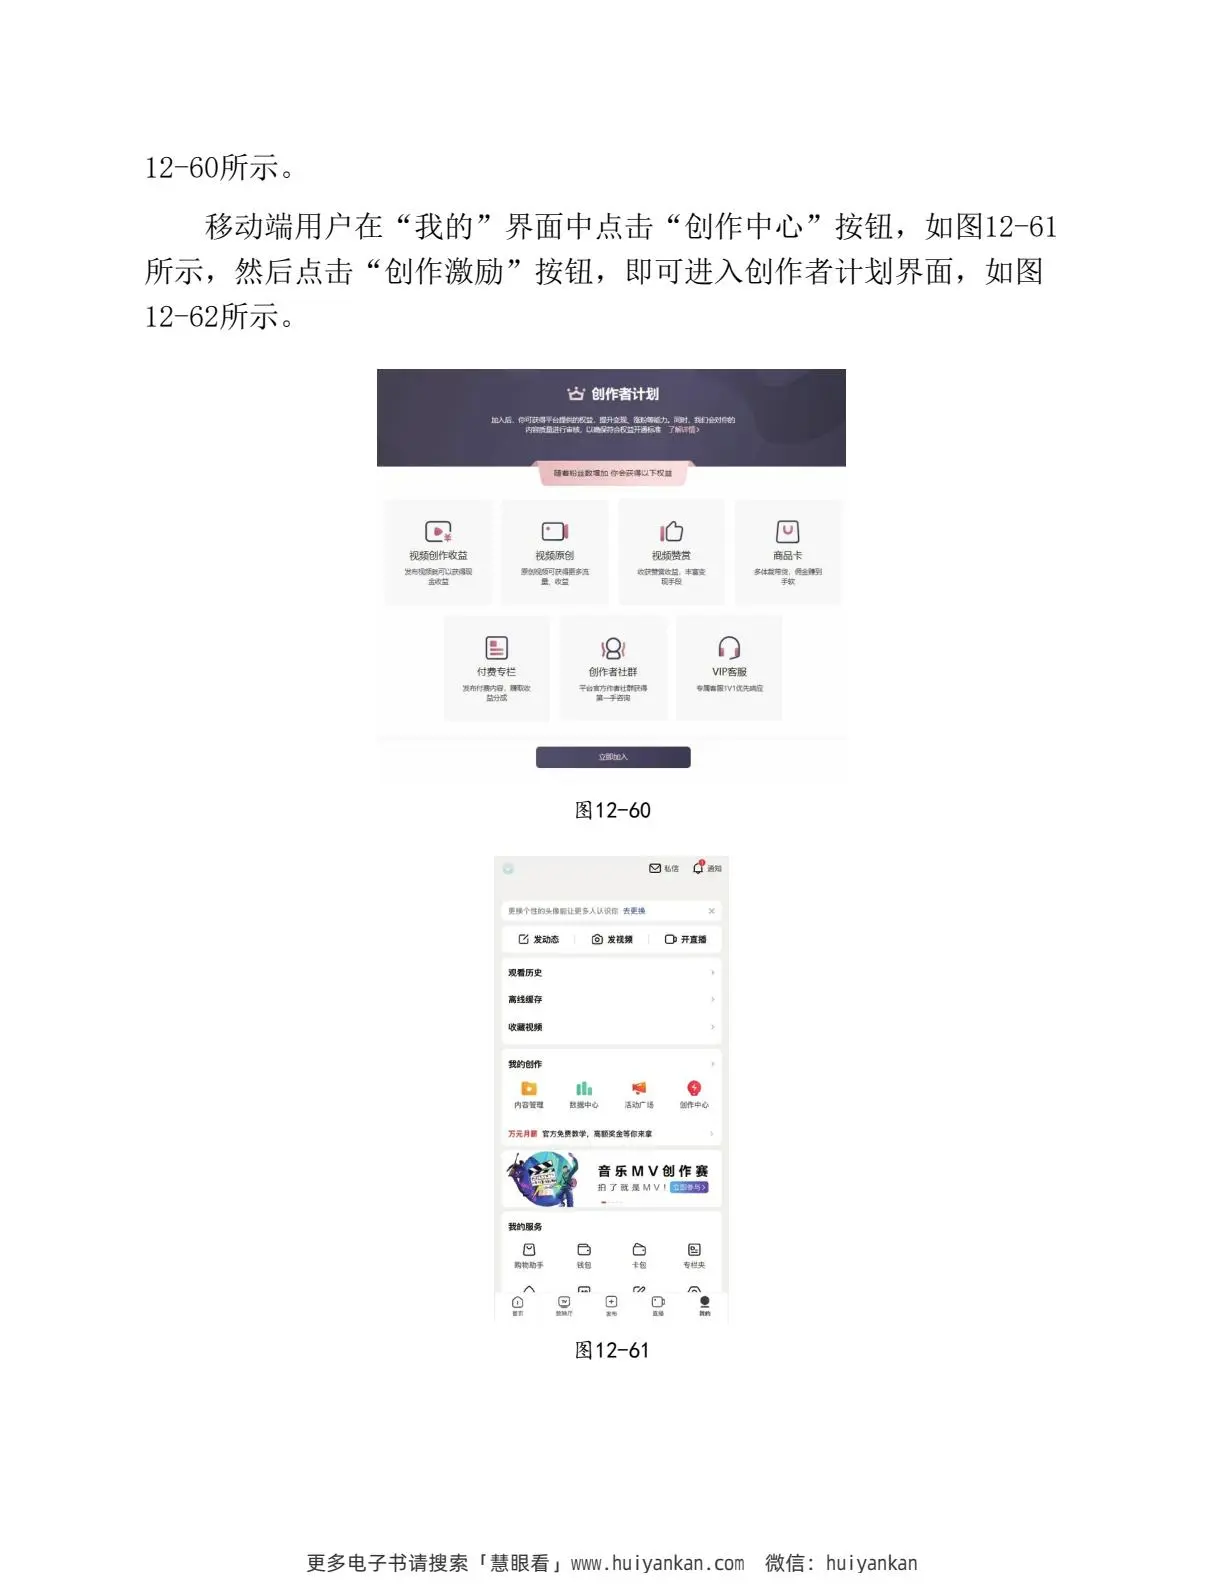 12-60所示。
移动端用户在“我的”界面中点击“创作中心”按钮，如图12-61
所示，然后点击“创作激励”按钮，即可进入创作者计划界面，如图
12-62所示。
创作者计划
加入后，你可获得平台提供的权益，提升变现、涨粉等能力。同时，我们会对你的
内容质量进行审核，以确保符合权益开通标准 了解详情>
随着粉丝数增加 你会获得以下权益
视频创作收益 视频原创 视频赞赏 商品卡
发布视频就可以获得现 原创视频可获得更多流 收获赞赏收益，丰富变 多体裁带货，佣金赚到
金收益 量、收益 现手段 手软
付费专栏 创作者社群 VIP客服
发布付费内容，赚取收 平台官方作者社群获得 专属客服1V1优先响应
益分成 第一手咨询
立即加入
图12-60
私信 1 通知
更换个性的头像能让更多人认识你 去更换 ×
发动态 发视频 开直播
观看历史 >
离线缓存 >
收藏视频 >
我的创作 >
内容管理 数据中心 活动广场 创作中心
万元月薪 官方免费教学，高额奖金等你来拿 >
音乐MV创作赛
拍了就是MV! 立即参与>
我的服务
购物助手 钱包 卡包 专栏夹
首页 放映厅 发布 直播 我的
图12-61
更多电子书请搜索「慧眼看」www.huiyankan.com 微信：huiyankan